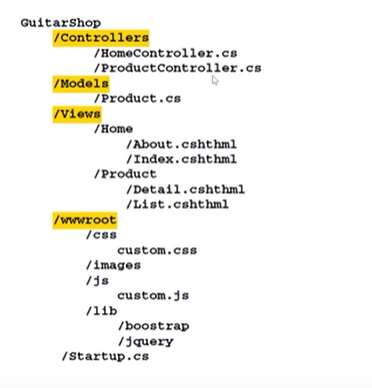 GuitarShop
/Controllers
/HomeController.cs
/ProductController.cs
/Models
/Product.cs
/Views
/Home
/About.cshthml
/Index.cshthml
/Product
/Detail.cshthml
/List.cshthml
/wwwroot
/css
custom.css
/images
/js
custom.js
/lib
/boostrap
/jquery
/Startup.cs